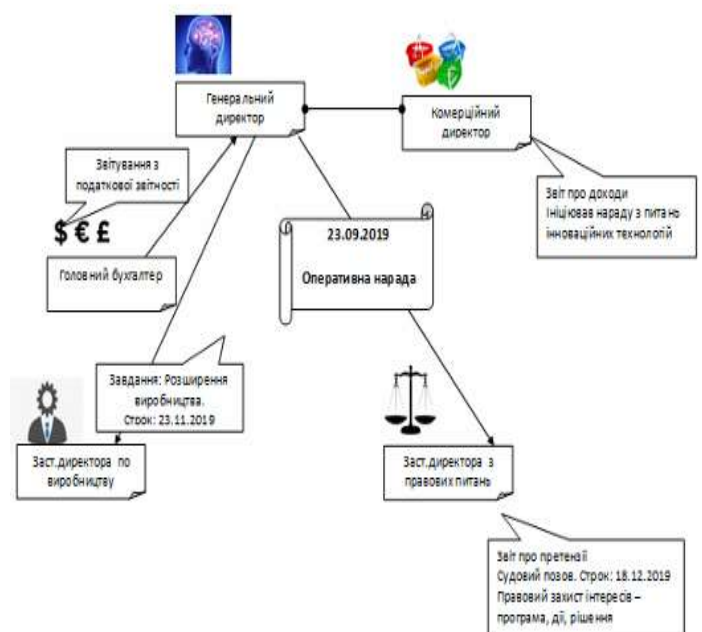 Генеральний
директор
Комерційний
директор
Звітування з
податкової звітності
Звіт про доходи
Ініціював нараду з питань
інноваційних технологій
$ € £
23.09.2019
Оперативна нарада
Головний бухгалтер
Завдання: Розширення
виробництва.
Строк: 23.11.2019
Заст.директора по
виробництву
Заст.директора з
правових питань
Звіт про претензії
Судовий позов. Строк: 18.12.2019
Правовий захист інтересів –
програма, дії, рішення